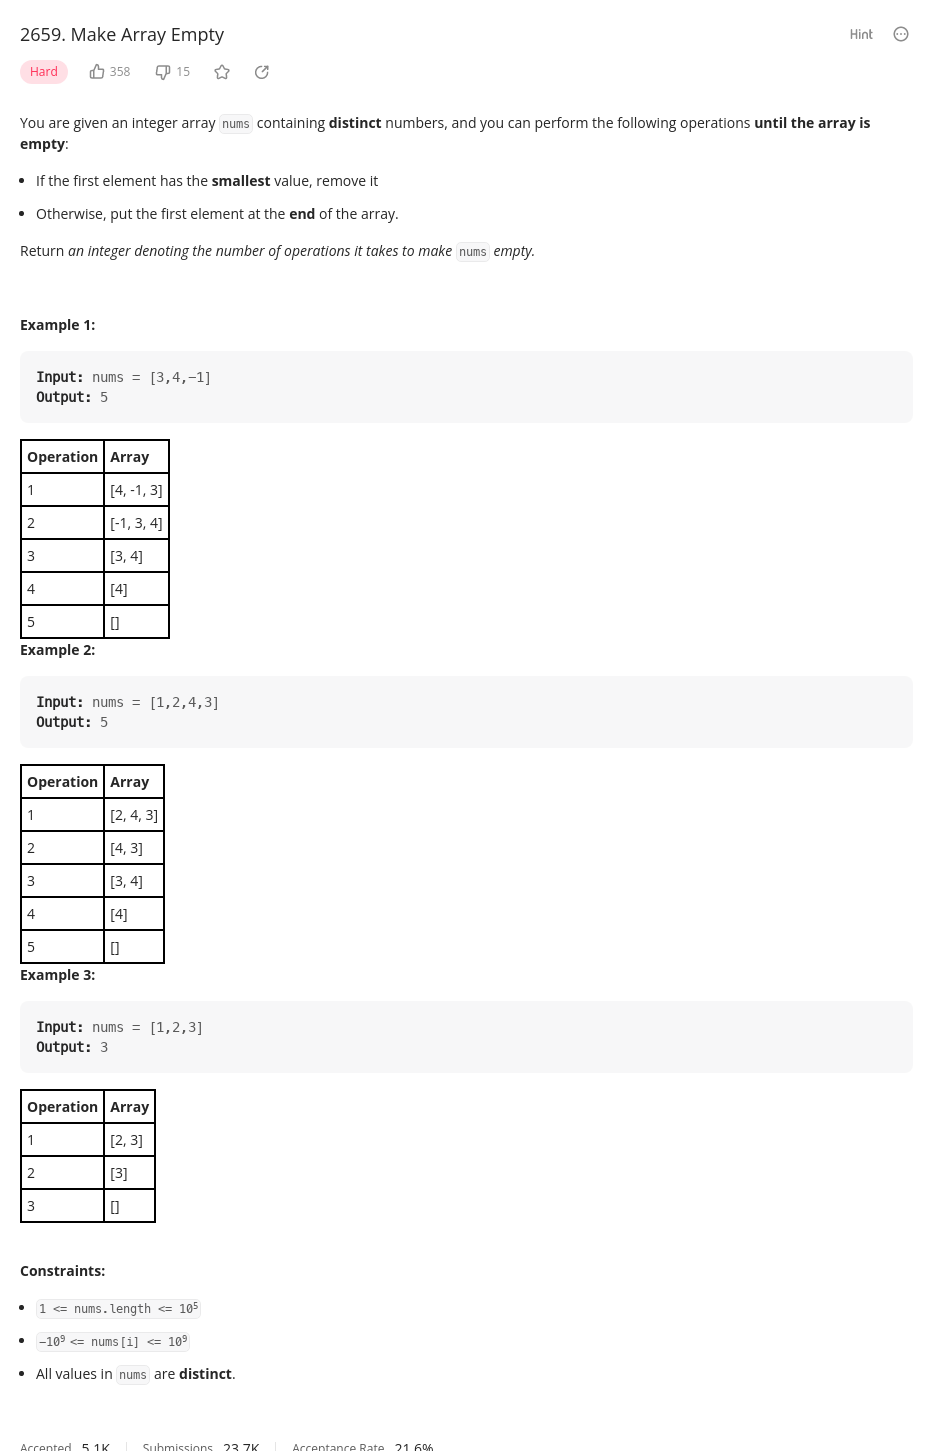 2659. Make Array Empty
Hint
Hard 358 15
You are given an integer array nums containing distinct numbers, and you can perform the following operations until the array is
empty:
• If the first element has the smallest value, remove it
• Otherwise, put the first element at the end of the array.
Return an integer denoting the number of operations it takes to make nums empty.
Example 1:
Input: nums = [3,4,−1]
Output: 5
Operation Array
1 [4, -1, 3]
2 [-1, 3, 4]
3 [3, 4]
4 [4]
5 []
Example 2:
Input: nums = [1,2,4,3]
Output: 5
Operation Array
1 [2, 4, 3]
2 [4, 3]
3 [3, 4]
4 [4]
5 []
Example 3:
Input: nums = [1,2,3]
Output: 3
Operation Array
1 [2, 3]
2 [3]
3 []
Constraints:
• 1 <= nums.length <= 10⁵
• −10⁹ <= nums[i] <= 10⁹
• All values in nums are distinct.
Accepted 5.1K Submissions 23.7K Acceptance Rate 21.6%